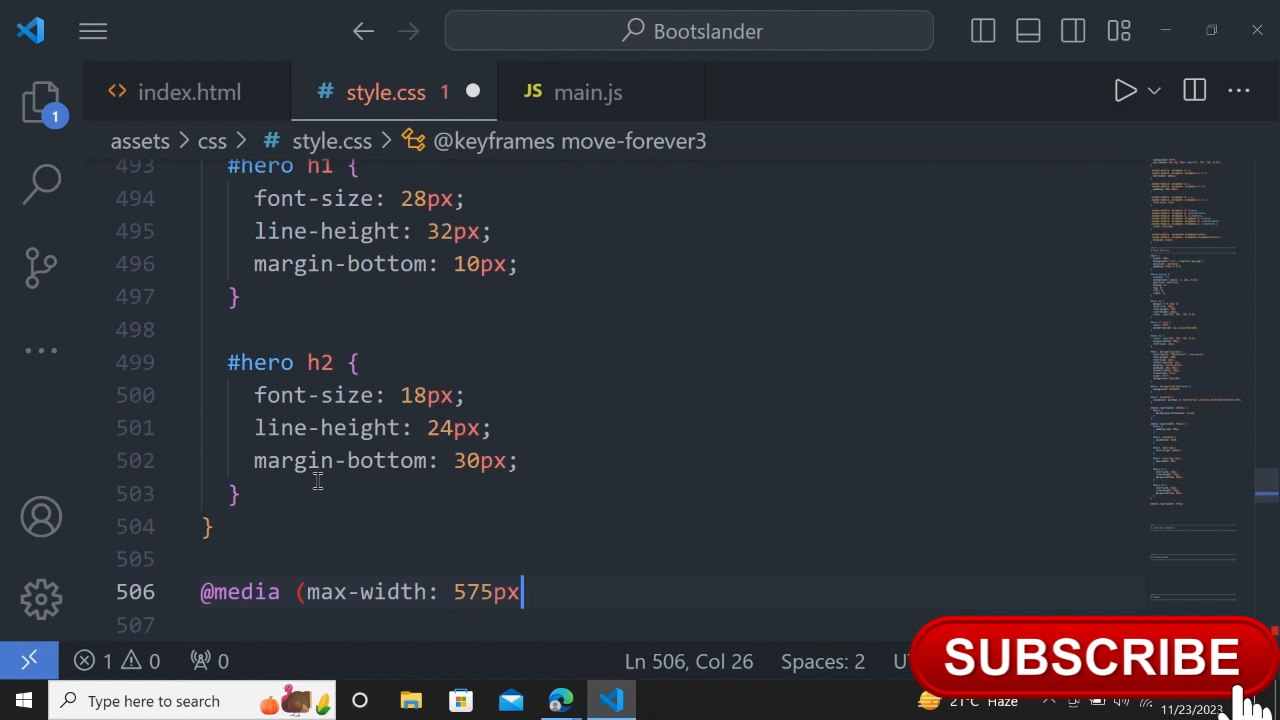 Bootslander
index.html
# style.css 1
JS main.js
1
assets > css > # style.css > @keyframes move-forever3
493 #hero h1 {
494 font-size: 28px;
495 line-height: 32px;
496 margin-bottom: 10px;
497 }
498
499 #hero h2 {
500 font-size: 18px;
501 line-height: 24px;
502 margin-bottom: 30px;
503 }
504 }
505
506 @media (max-width: 575px
507
1 0 0
Ln 506, Col 26
Spaces: 2
SUBSCRIBE
Type here to search
21°C Haze
11/23/2023